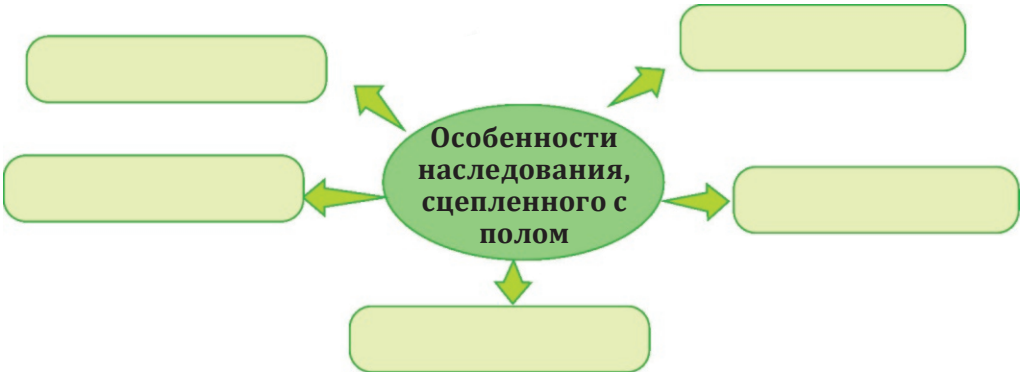 Особенности
наследования,
сцепленного с
полом